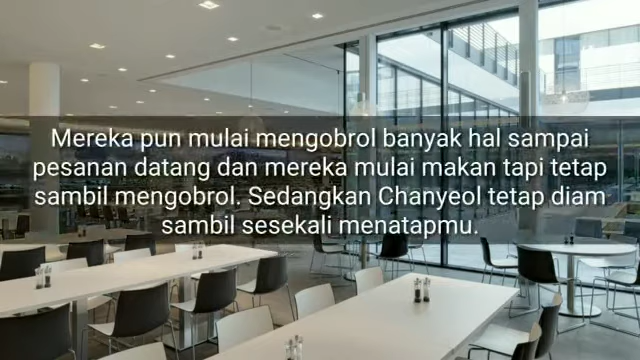 Mereka pun mulai mengobrol banyak hal sampai
pesanan datang dan mereka mulai makan tapi tetap
sambil mengobrol. Sedangkan Chanyeol tetap diam
sambil sesekali menatapmu.